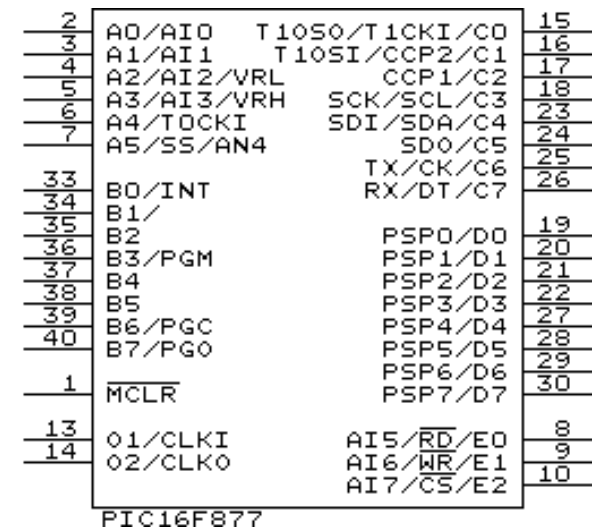 2 A0/AI0 T1OSO/T1CKI/C0 15
3 A1/AI1 T1OSI/CCP2/C1 16
4 A2/AI2/VRL CCP1/C2 17
5 A3/AI3/VRH SCK/SCL/C3 18
6 A4/TOCKI SDI/SDA/C4 23
7 A5/SS/AN4 SDO/C5 24
TX/CK/C6 25
33 B0/INT RX/DT/C7 26
34 B1/
35 B2 PSP0/D0 19
36 B3/PGM PSP1/D1 20
37 B4 PSP2/D2 21
38 B5 PSP3/D3 22
39 B6/PGC PSP4/D4 27
40 B7/PGO PSP5/D5 28
PSP6/D6 29
1 MCLR PSP7/D7 30
13 O1/CLKI AI5/RD/E0 8
14 O2/CLKO AI6/WR/E1 9
AI7/CS/E2 10
PIC16F877